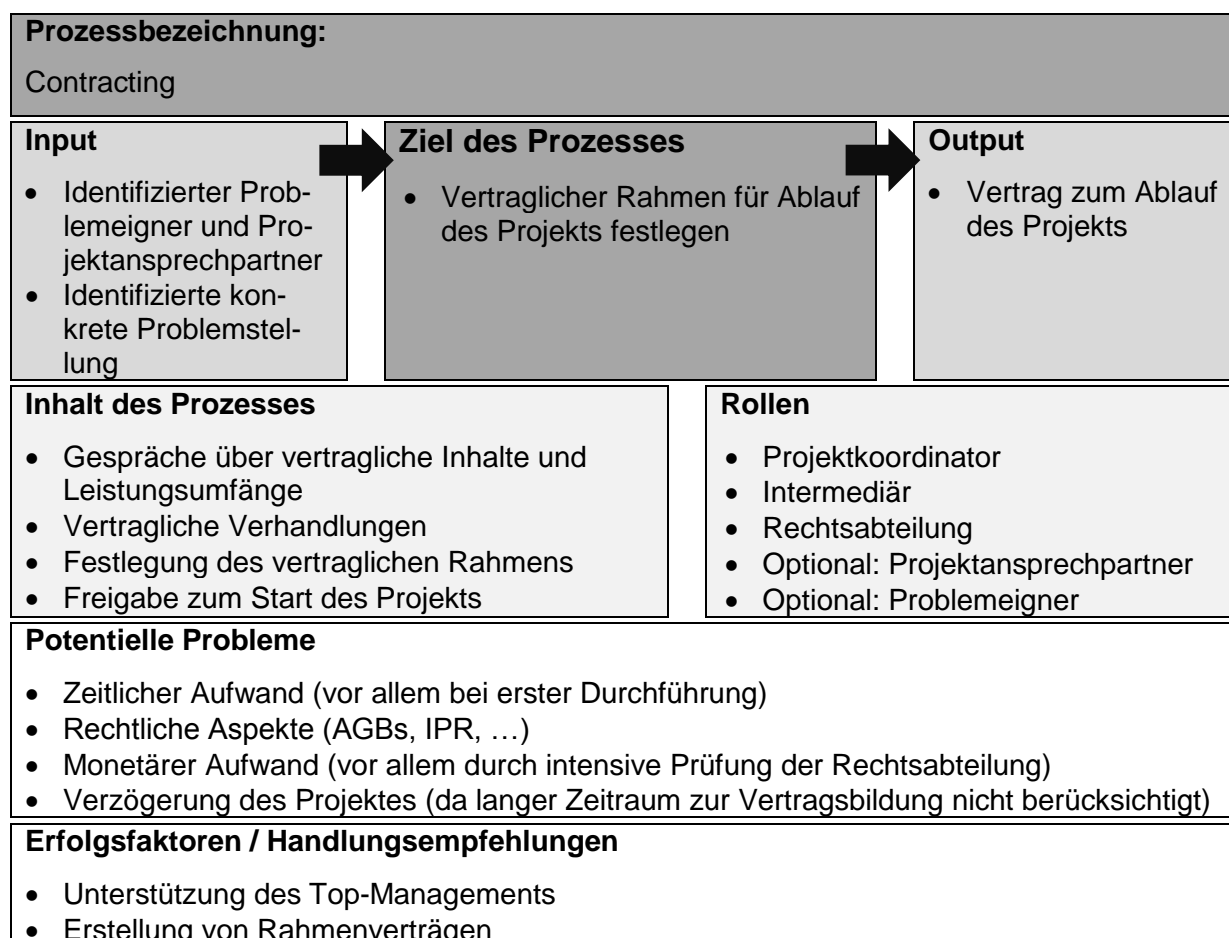 Prozessbezeichnung:
Contracting
Input
• Identifizierter Prob-
lemeigner und Pro-
jektansprechpartner
• Identifizierte kon-
krete Problemstel-
lung
Ziel des Prozesses
• Vertraglicher Rahmen für Ablauf
des Projekts festlegen
Output
• Vertrag zum Ablauf
des Projekts
Inhalt des Prozesses
• Gespräche über vertragliche Inhalte und
Leistungsumfänge
• Vertragliche Verhandlungen
• Festlegung des vertraglichen Rahmens
• Freigabe zum Start des Projekts
Rollen
• Projektkoordinator
• Intermediär
• Rechtsabteilung
• Optional: Projektansprechpartner
• Optional: Problemeigner
Potentielle Probleme
• Zeitlicher Aufwand (vor allem bei erster Durchführung)
• Rechtliche Aspekte (AGBs, IPR, …)
• Monetärer Aufwand (vor allem durch intensive Prüfung der Rechtsabteilung)
• Verzögerung des Projektes (da langer Zeitraum zur Vertragsbildung nicht berücksichtigt)
Erfolgsfaktoren / Handlungsempfehlungen
• Unterstützung des Top-Managements
• Erstellung von Rahmenverträgen